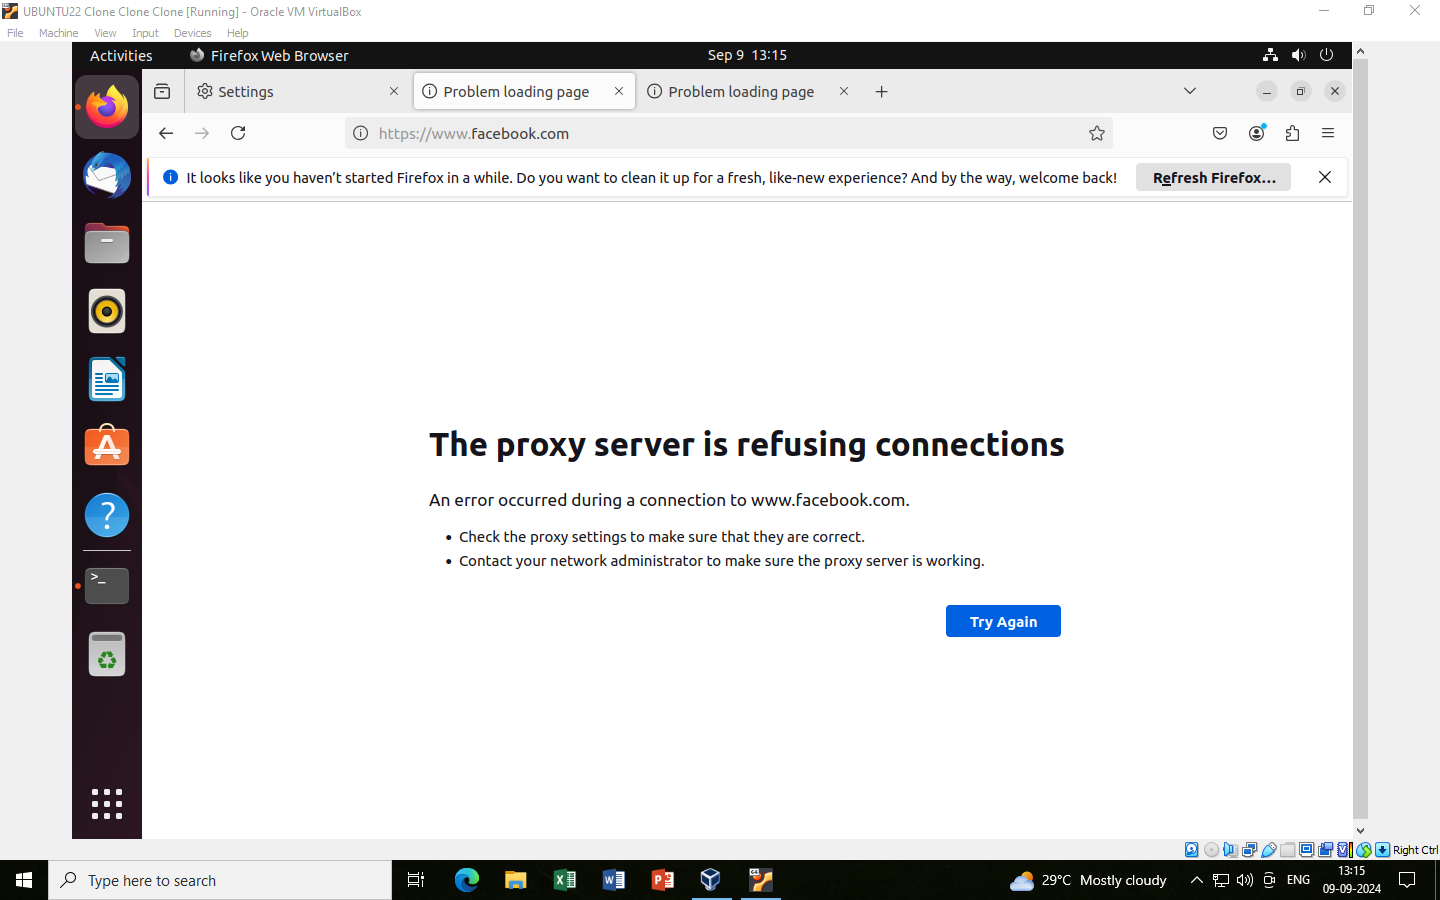 UBUNTU22 Clone Clone Clone [Running] - Oracle VM VirtualBox
File Machine View Input Devices Help
Activities Firefox Web Browser Sep 9 13:15
Settings Problem loading page Problem loading page
https://www.facebook.com
It looks like you haven’t started Firefox in a while. Do you want to clean it up for a fresh, like-new experience? And by the way, welcome back! Refresh Firefox…
The proxy server is refusing connections
An error occurred during a connection to www.facebook.com.
• Check the proxy settings to make sure that they are correct.
• Contact your network administrator to make sure the proxy server is working.
Try Again
Right Ctrl
Type here to search 29°C Mostly cloudy ENG 13:15
09-09-2024